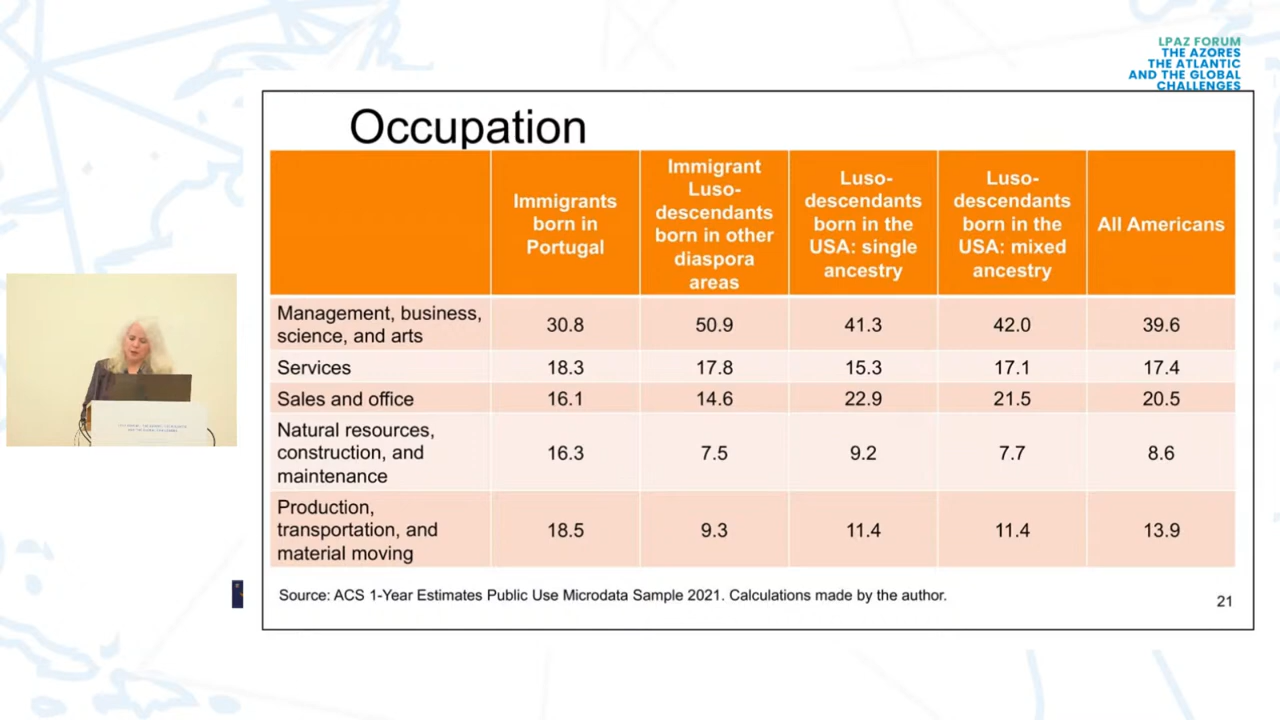 LPAZ FORUM
THE AZORES
THE ATLANTIC
AND THE GLOBAL
CHALLENGES
Occupation
Immigrants
born in
Portugal
Immigrant
Luso-
descendants
born in other
diaspora
areas
Luso-
descendants
born in the
USA: single
ancestry
Luso-
descendants
born in the
USA: mixed
ancestry
All Americans
Management, business,
science, and arts
30.8
50.9
41.3
42.0
39.6
Services
18.3
17.8
15.3
17.1
17.4
Sales and office
16.1
14.6
22.9
21.5
20.5
Natural resources,
construction, and
maintenance
16.3
7.5
9.2
7.7
8.6
Production,
transportation, and
material moving
18.5
9.3
11.4
11.4
13.9
Source: ACS 1-Year Estimates Public Use Microdata Sample 2021. Calculations made by the author.
21